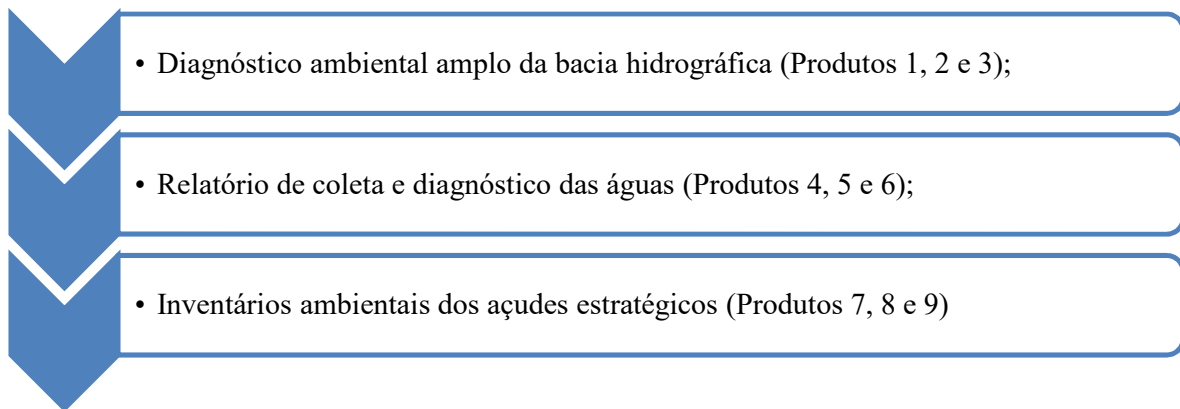 • Diagnóstico ambiental amplo da bacia hidrográfica (Produtos 1, 2 e 3);
• Relatório de coleta e diagnóstico das águas (Produtos 4, 5 e 6);
• Inventários ambientais dos açudes estratégicos (Produtos 7, 8 e 9)